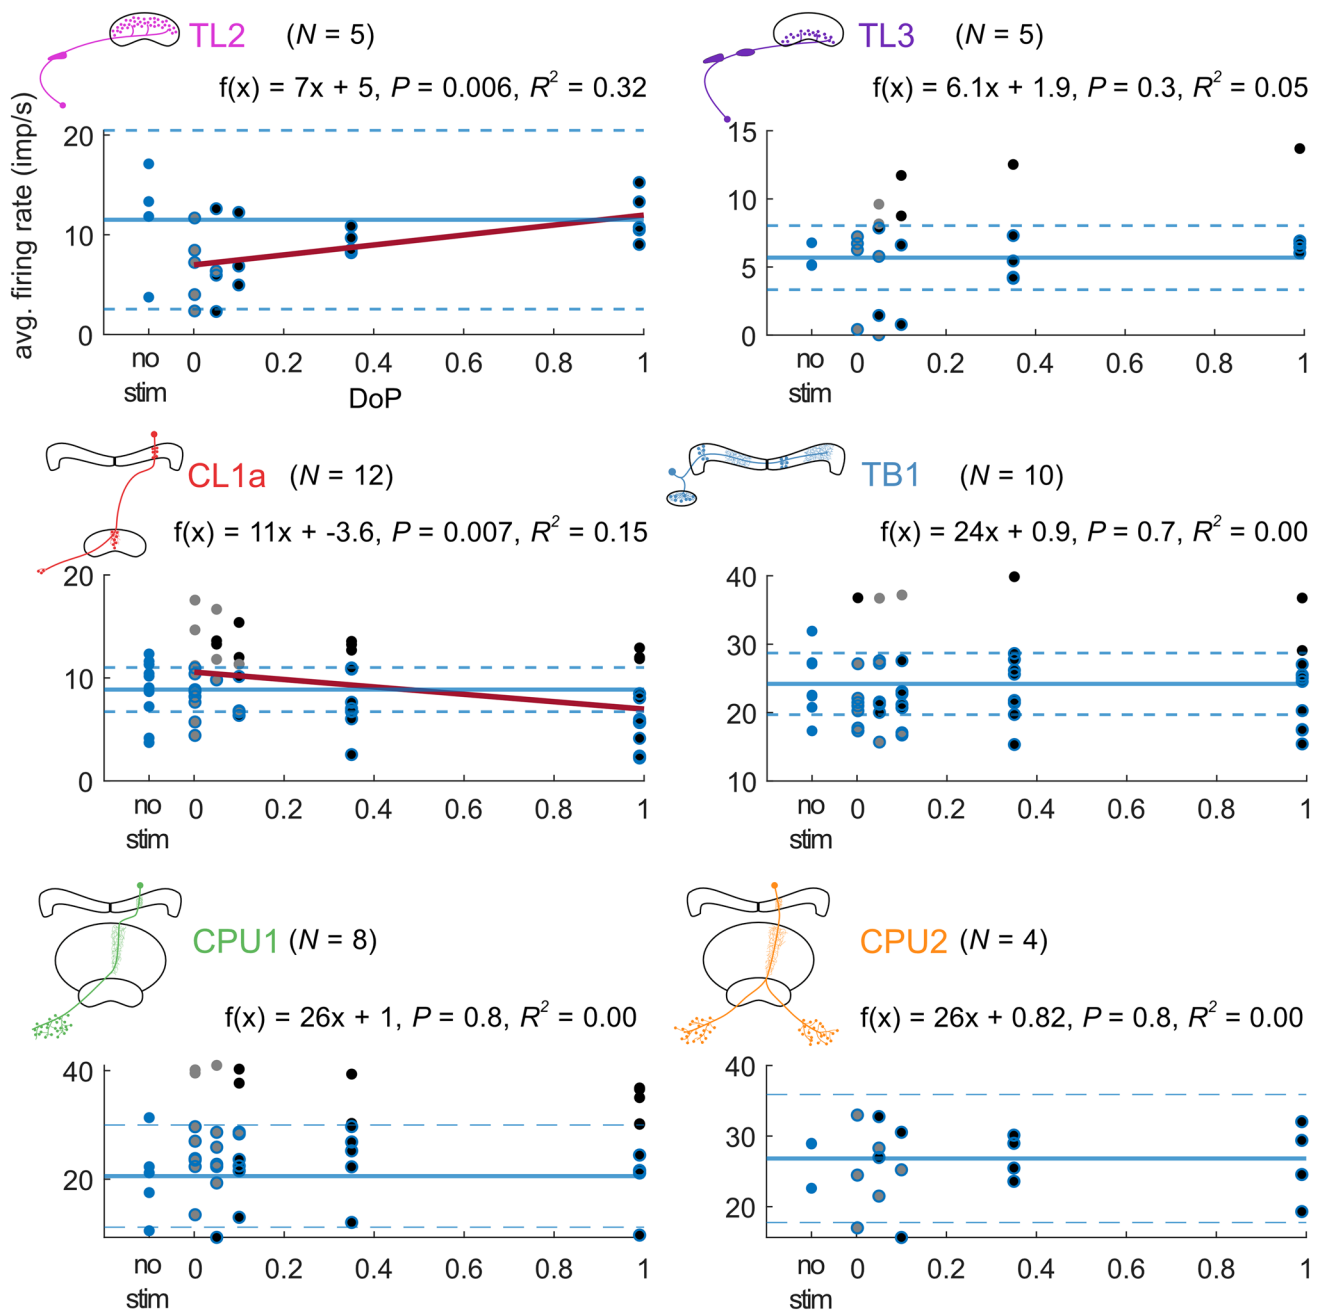 TL2 (N = 5)
f(x) = 7x + 5, P = 0.006, R² = 0.32
avg. firing rate (imp/s)
20
10
0
no stim
0 0.2 0.4 0.6 0.8 1
DoP
TL3 (N = 5)
f(x) = 6.1x + 1.9, P = 0.3, R² = 0.05
15
10
5
0
no stim
0 0.2 0.4 0.6 0.8 1
CL1a (N = 12)
f(x) = 11x + -3.6, P = 0.007, R² = 0.15
20
10
0
no stim
0 0.2 0.4 0.6 0.8 1
TB1 (N = 10)
f(x) = 24x + 0.9, P = 0.7, R² = 0.00
40
30
20
10
no stim
0 0.2 0.4 0.6 0.8 1
CPU1 (N = 8)
f(x) = 26x + 1, P = 0.8, R² = 0.00
40
20
no stim
0 0.2 0.4 0.6 0.8 1
CPU2 (N = 4)
f(x) = 26x + 0.82, P = 0.8, R² = 0.00
40
30
20
no stim
0 0.2 0.4 0.6 0.8 1